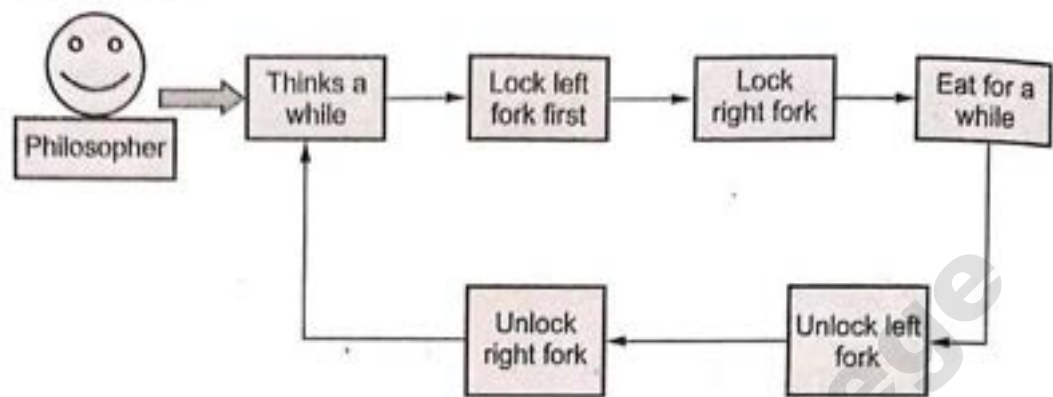 Philosopher
Thinks a
while
Lock left
fork first
Lock
right fork
Eat for a
while
Unlock left
fork
Unlock
right fork
ege